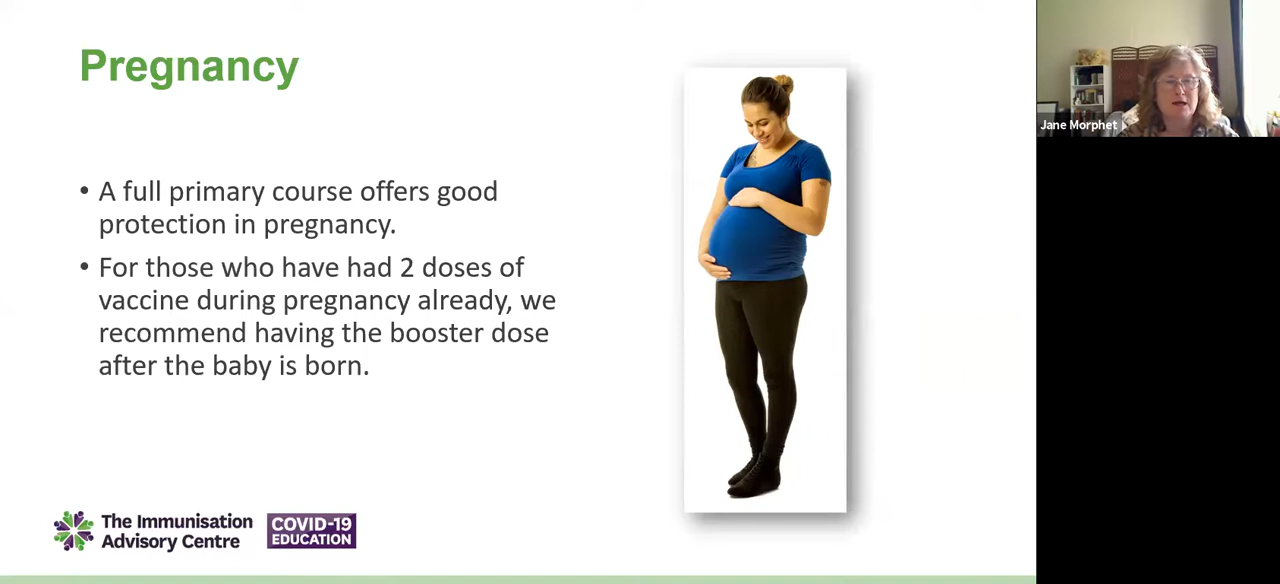 Pregnancy
• A full primary course offers good
protection in pregnancy.
• For those who have had 2 doses of
vaccine during pregnancy already, we
recommend having the booster dose
after the baby is born.
The Immunisation
Advisory Centre
COVID-19
EDUCATION
Jane Morphet